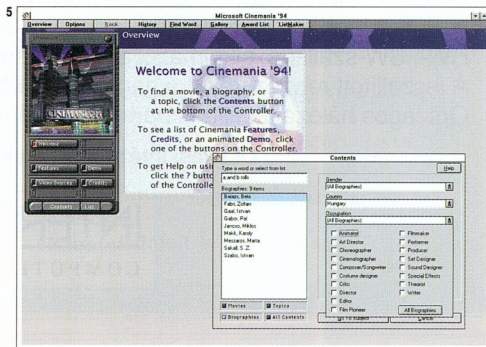 5
Microsoft Cinemania '94
Overview Options Back History Find Word Gallery Award List ListMaker
Overview
CINEMANIA
Welcome
Features Demo
Credits
Contents List
Welcome to Cinemania '94!
To find a movie, a biography, or
a topic, click the Contents button
at the bottom of the Controller.
To see a list of Cinemania Features,
Credits, or an animated Demo, click
one of the buttons on the Controller.
To get Help on usi
click the ? butto
of the Controlle
Contents
Type a word or select from list
Help
a and b rolls
Biographies: 9 items
Balazs, Bela
Fabri, Zoltan
Gaal, Istvan
Gabor, Pal
Jancso, Miklos
Makk, Karoly
Meszaros, Marta
Sakall, S. Z.
Szabo, Istvan
Gender
(All Biographies)
Country
Hungary
Occupation
(All Biographies)
Animator Filmmaker
Art Director Performer
Choreographer Producer
Cinematographer Set Designer
Composer/Songwriter Sound Designer
Costume designer Special Effects
Critic Theorist
Director Writer
Editor
Film Pioneer All Biographies
Movies Topics
Biographies All Contents
Go To Subject Cancel